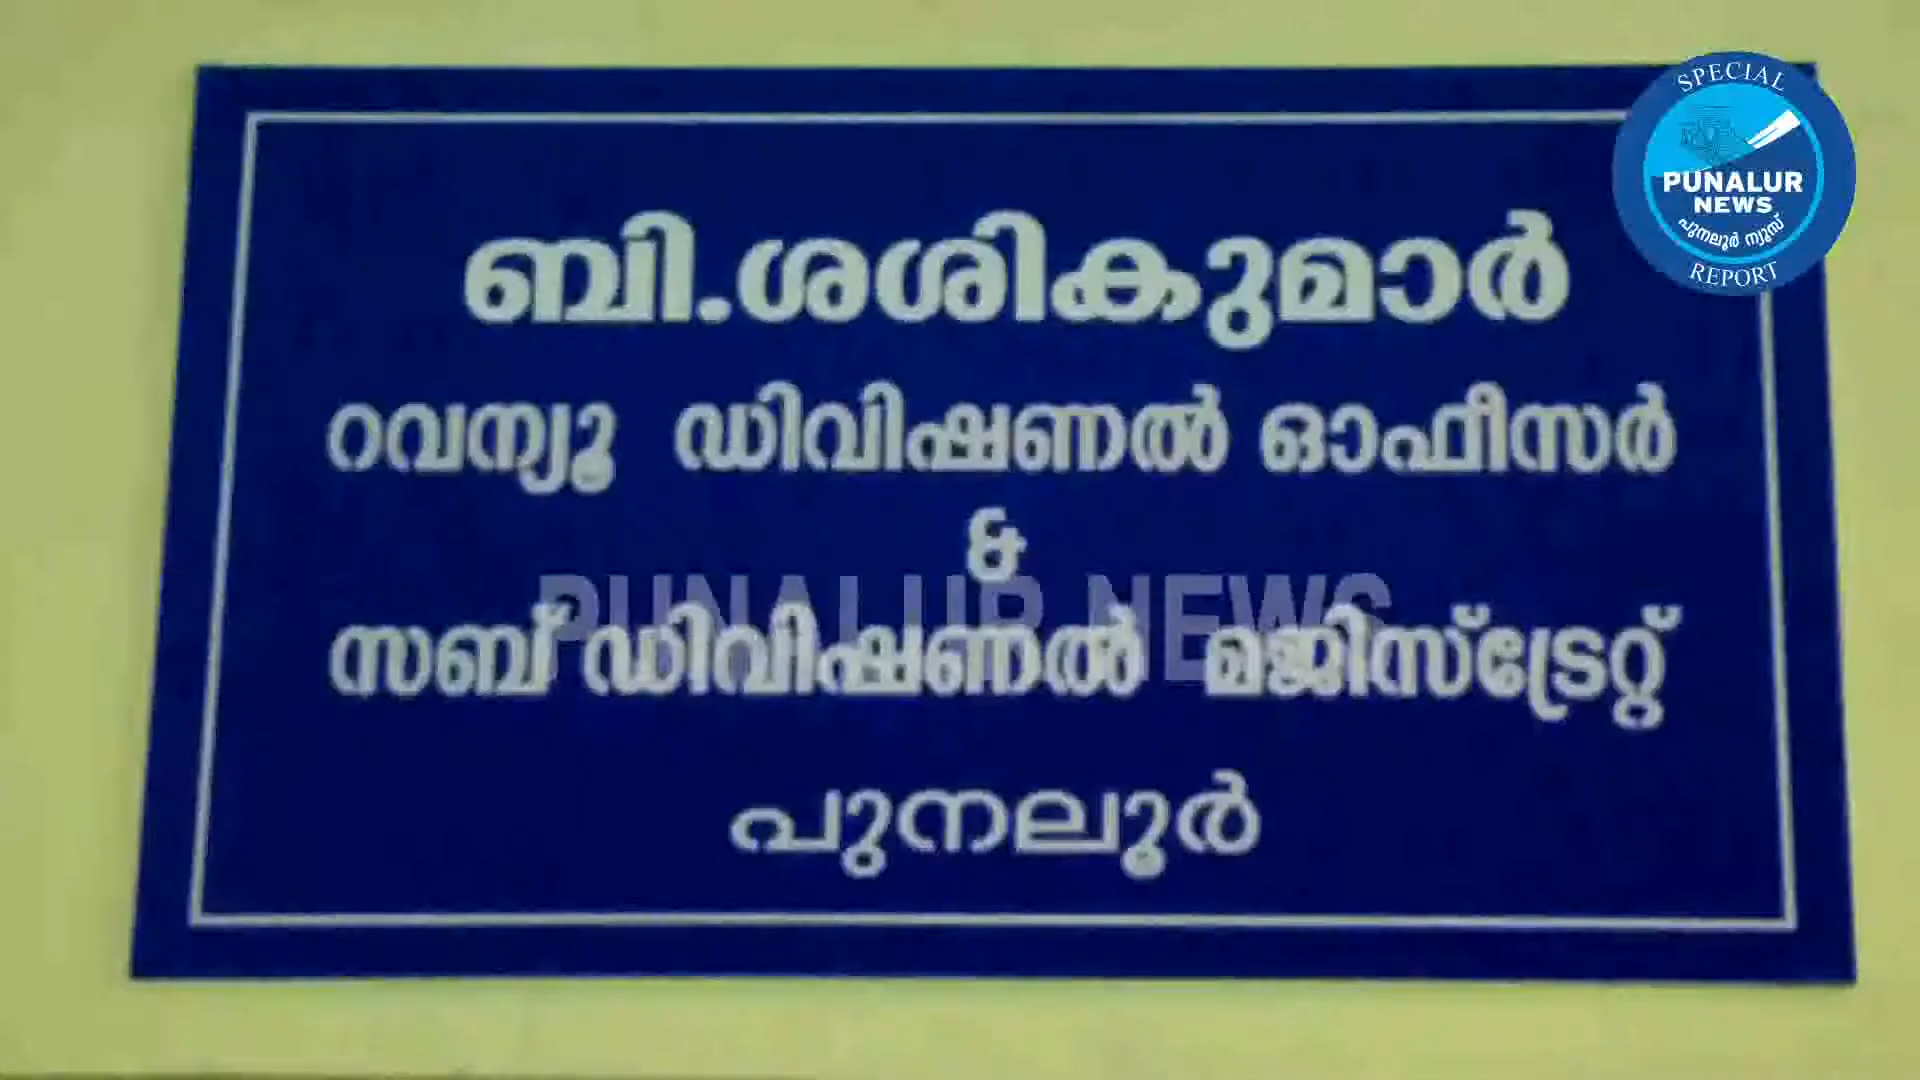 SPECIAL
PUNALUR
NEWS
പുനലൂർ ന്യൂസ്
REPORT
ബി.ശശികുമാർ
റവന്യൂ ഡിവിഷണൽ ഓഫീസർ
&
PUNALUR NEWS
സബ് ഡിവിഷണൽ മജിസ്ട്രേറ്റ്
പുനലൂർ